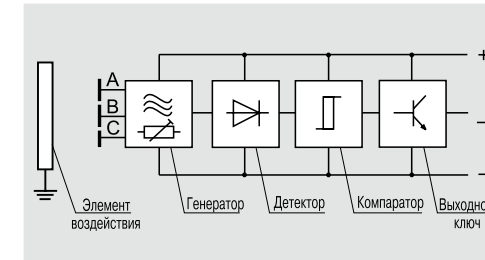 A
B
C
+
–
–
Элемент
воздействия
Генератор
Детектор
Компаратор
Выходно
ключ